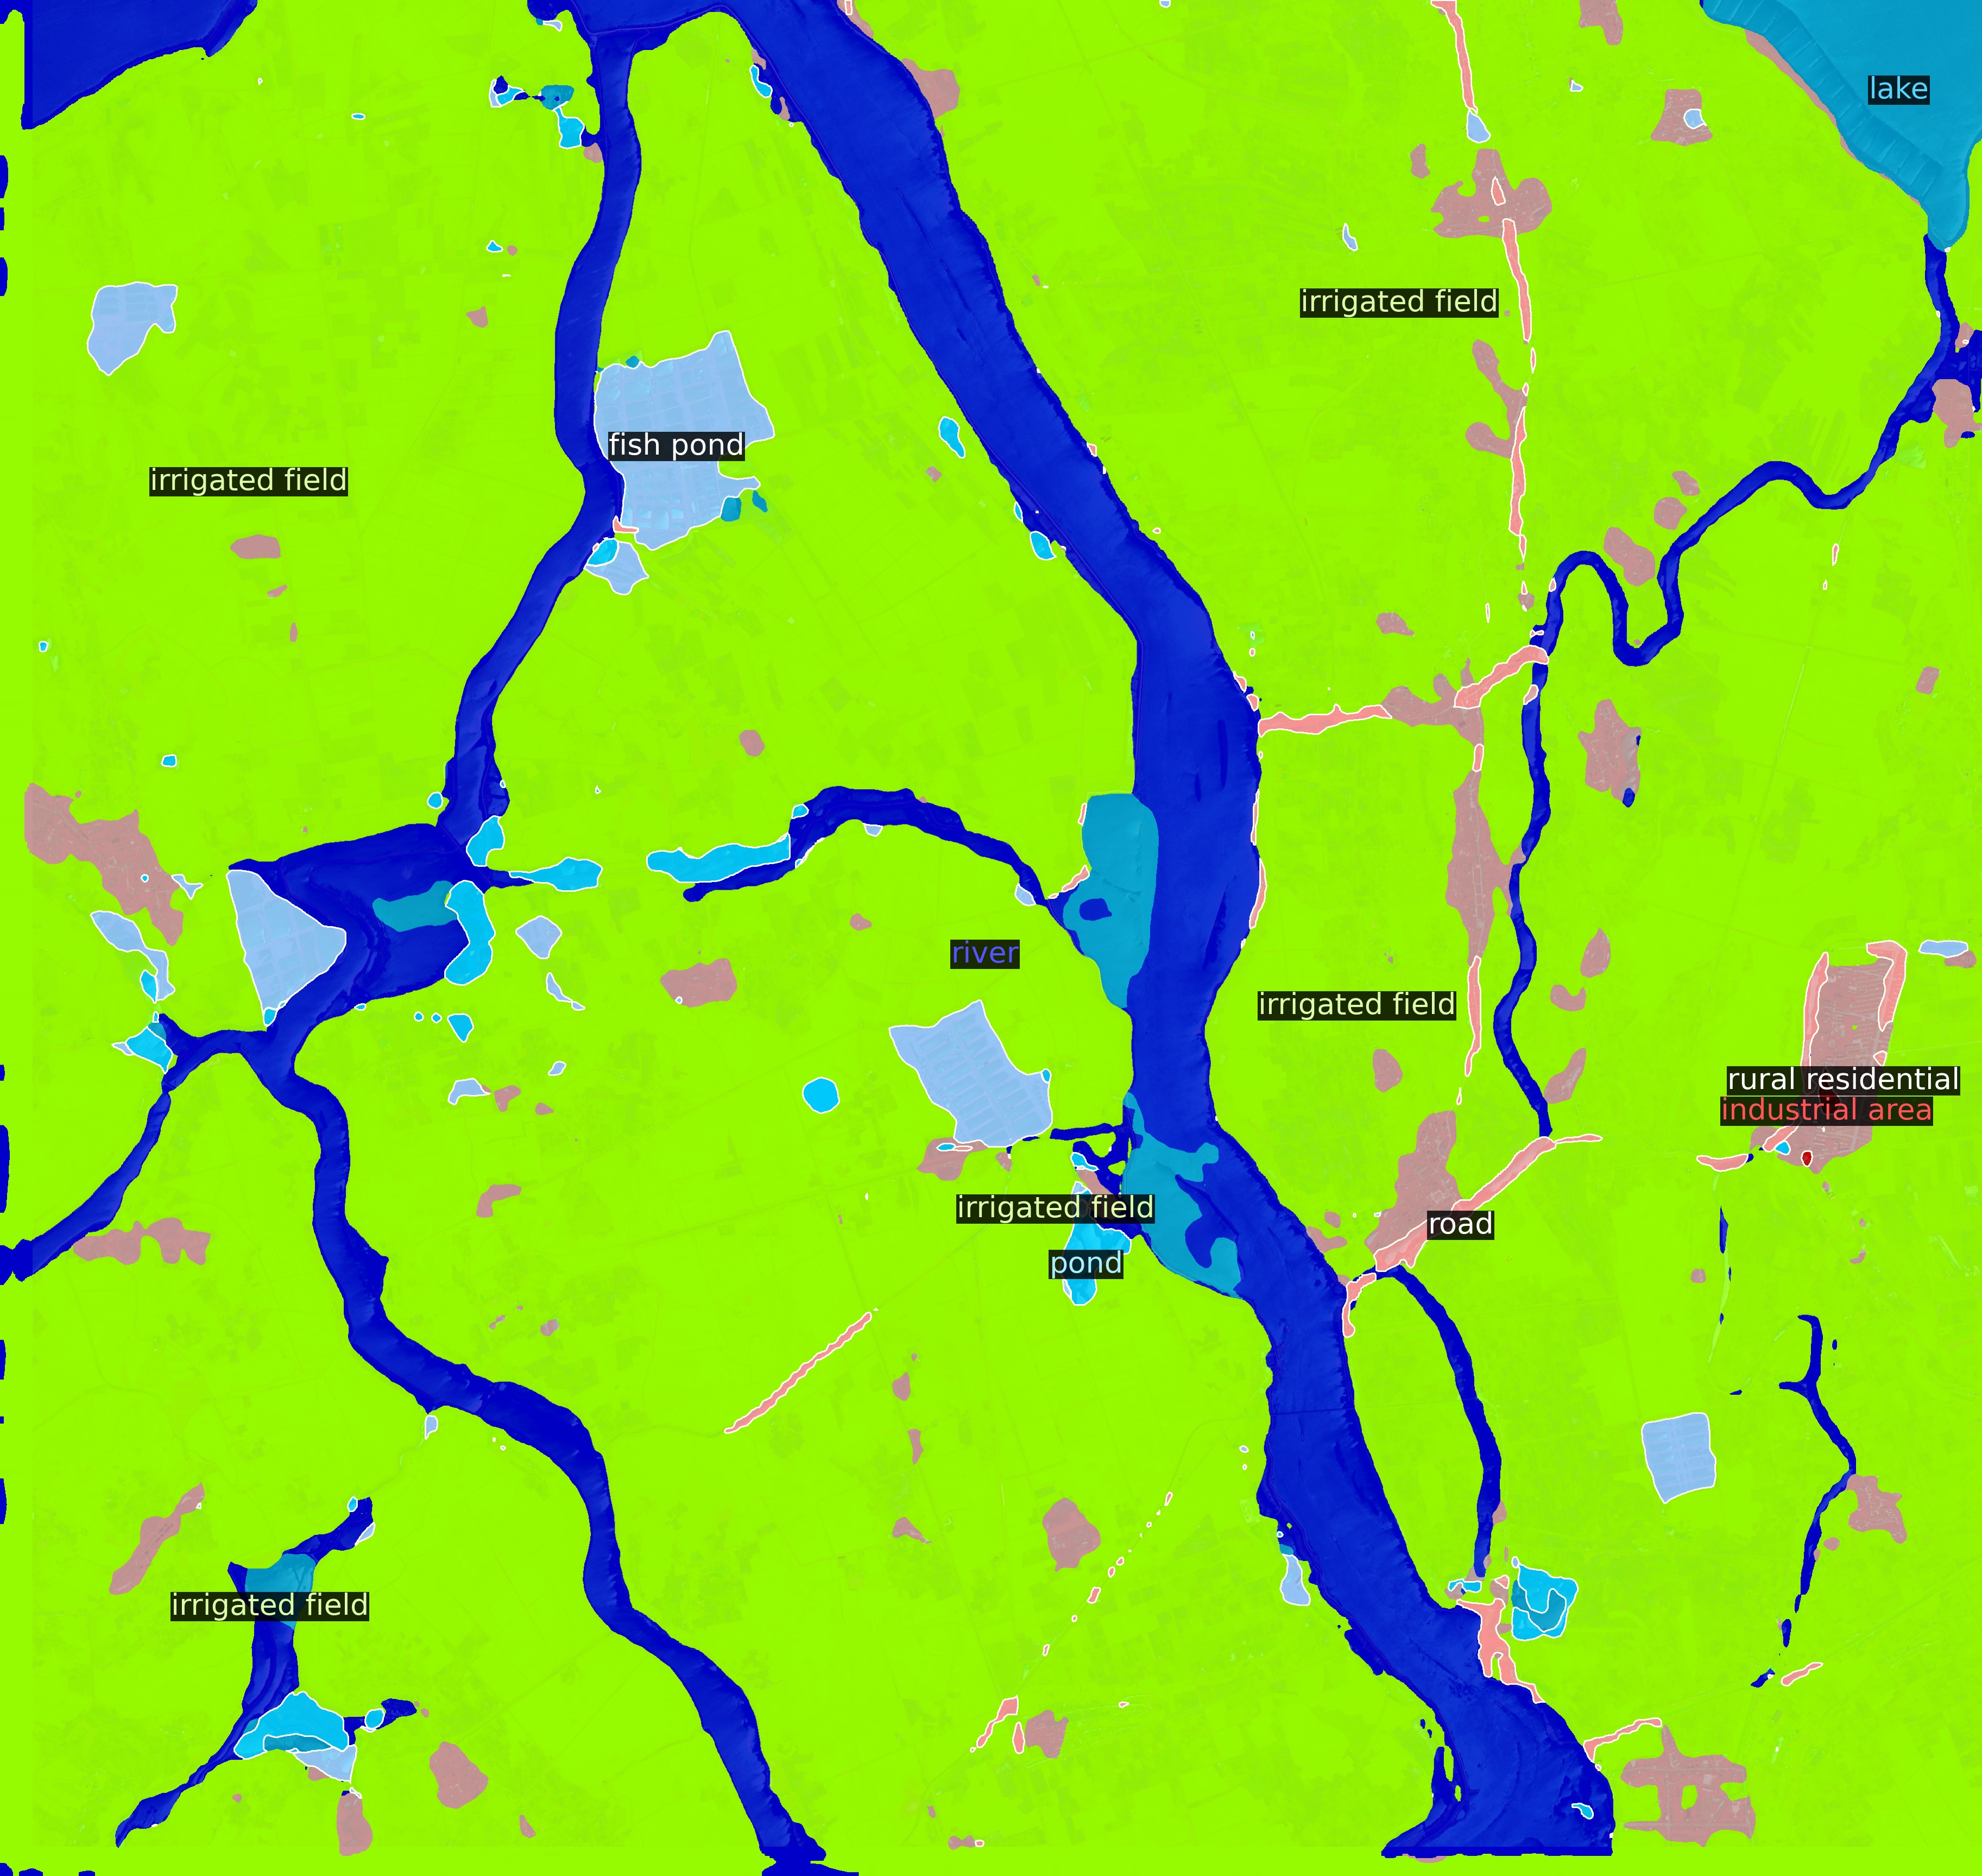 lake
irrigated field
fish pond
irrigated field
river
irrigated field
rural residential
industrial area
irrigated field
road
pond
irrigated field